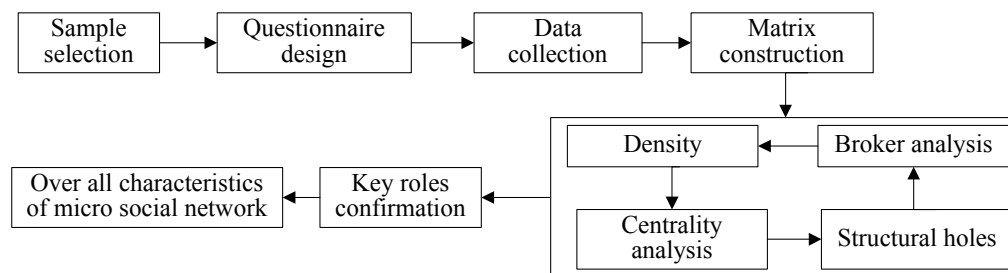 Sample
selection
Questionnaire
design
Data
collection
Matrix
construction
Density
Broker analysis
Over all characteristics
of micro social network
Key roles
confirmation
Centrality
analysis
Structural holes